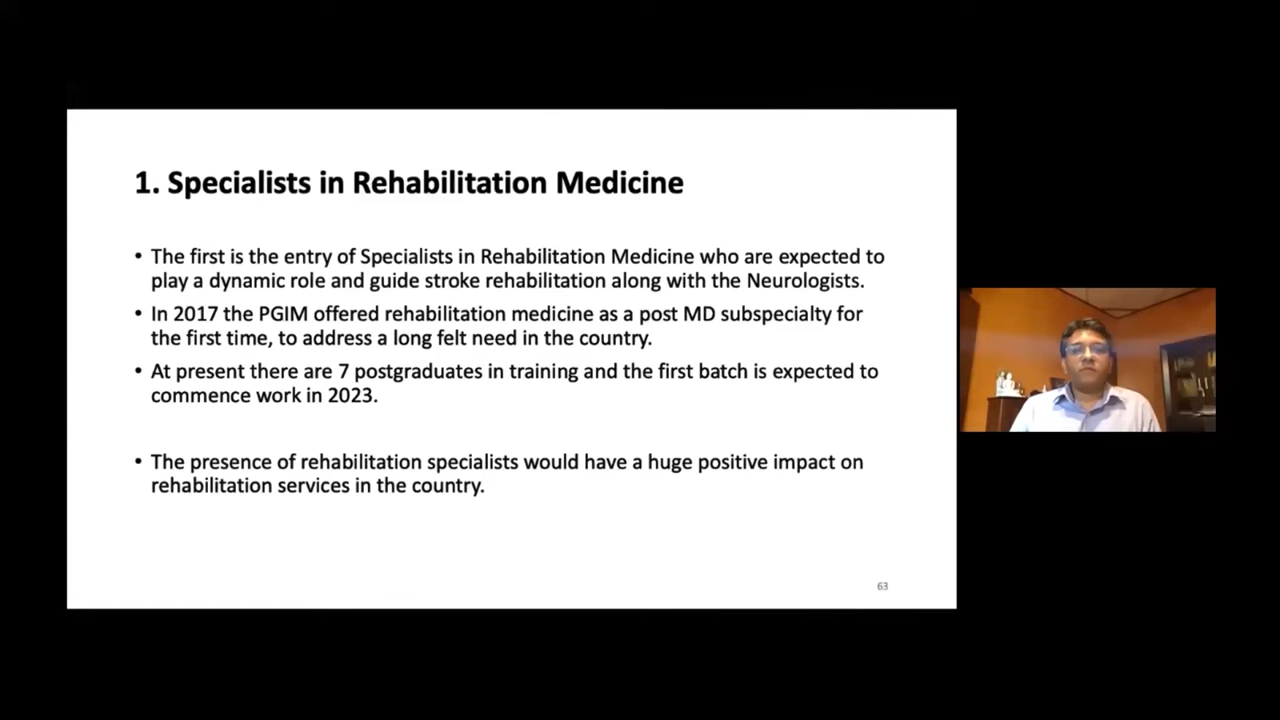 1. Specialists in Rehabilitation Medicine
• The first is the entry of Specialists in Rehabilitation Medicine who are expected to
play a dynamic role and guide stroke rehabilitation along with the Neurologists.
• In 2017 the PGIM offered rehabilitation medicine as a post MD subspecialty for
the first time, to address a long felt need in the country.
• At present there are 7 postgraduates in training and the first batch is expected to
commence work in 2023.
• The presence of rehabilitation specialists would have a huge positive impact on
rehabilitation services in the country.
63